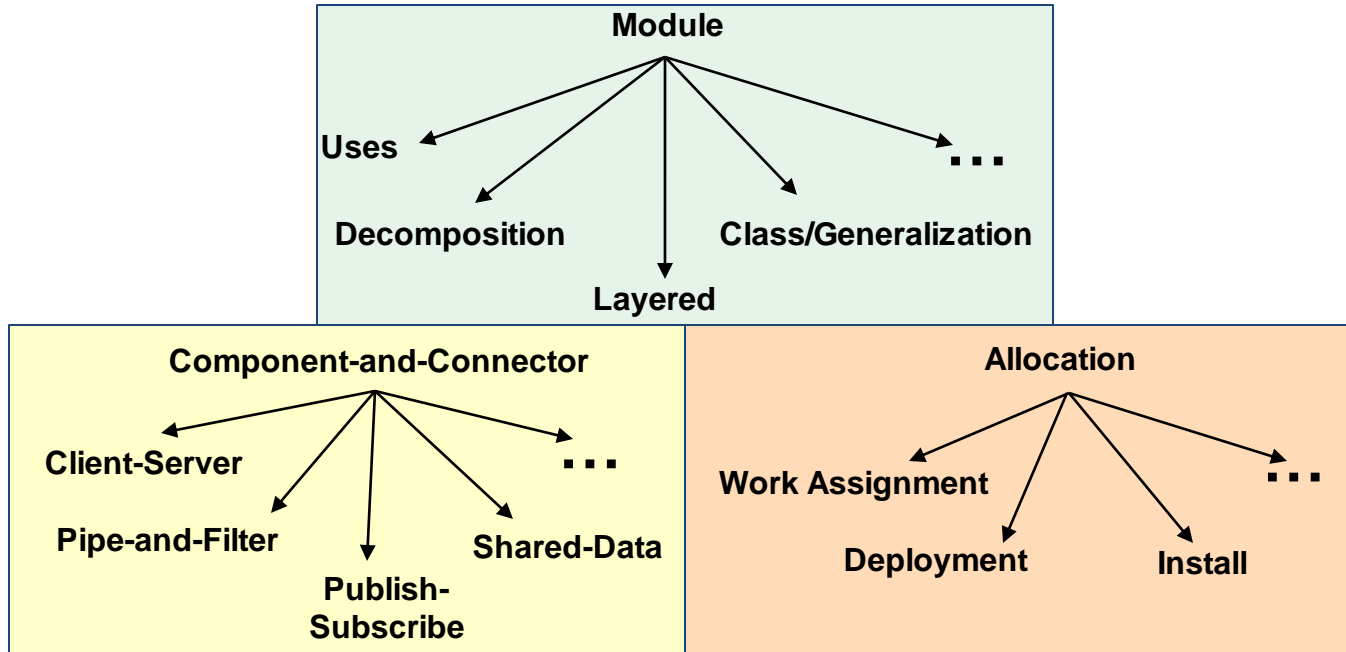 Module
Uses
...
Decomposition
Class/Generalization
Layered
Component-and-Connector
Client-Server
...
Pipe-and-Filter
Shared-Data
Publish-
Subscribe
Allocation
Work Assignment
...
Deployment
Install